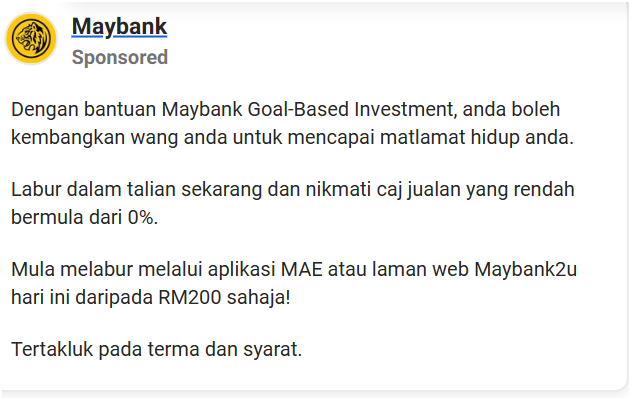 Maybank
Sponsored
Dengan bantuan Maybank Goal-Based Investment, anda boleh
kembangkan wang anda untuk mencapai matlamat hidup anda.
Labur dalam talian sekarang dan nikmati caj jualan yang rendah
bermula dari 0%.
Mula melabur melalui aplikasi MAE atau laman web Maybank2u
hari ini daripada RM200 sahaja!
Tertakluk pada terma dan syarat.